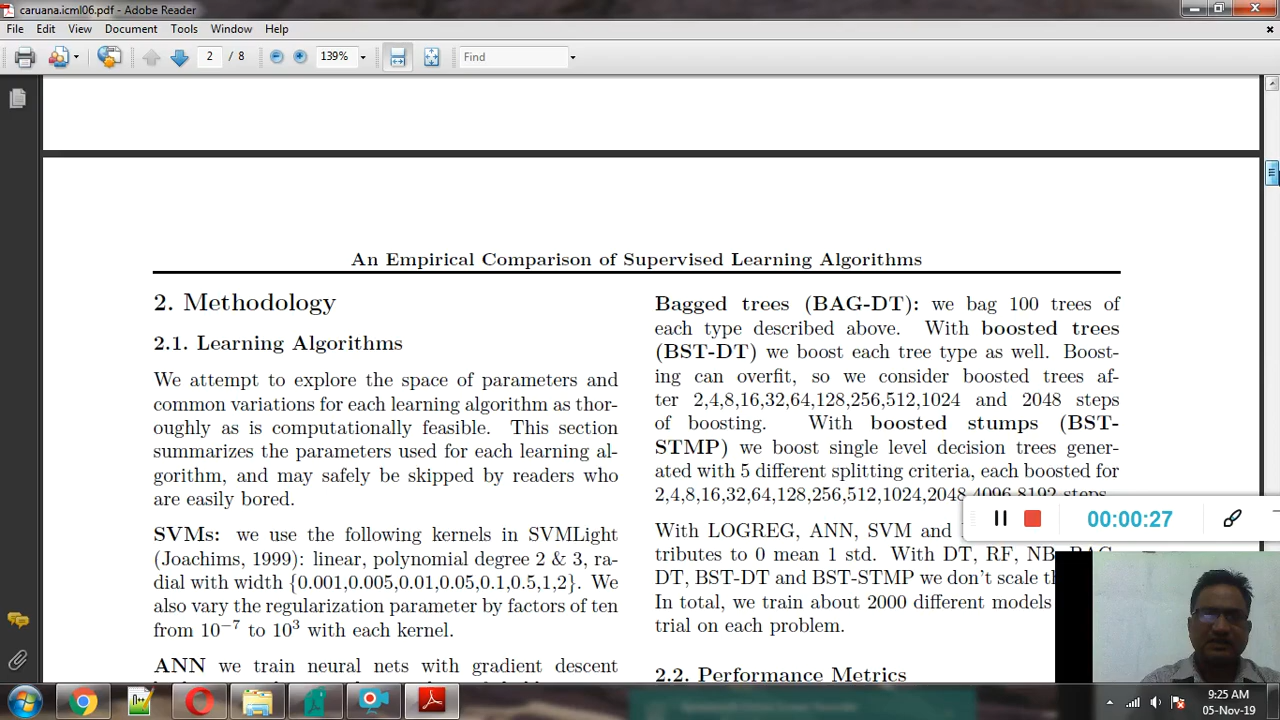 caruana.icml06.pdf - Adobe Reader
File Edit View Document Tools Window Help
2 / 8 139% Find
An Empirical Comparison of Supervised Learning Algorithms
2. Methodology
2.1. Learning Algorithms
We attempt to explore the space of parameters and
common variations for each learning algorithm as thor-
oughly as is computationally feasible. This section
summarizes the parameters used for each learning al-
gorithm, and may safely be skipped by readers who
are easily bored.
SVMs: we use the following kernels in SVMLight
(Joachims, 1999): linear, polynomial degree 2 & 3, ra-
dial with width {0.001,0.005,0.01,0.05,0.1,0.5,1,2}. We
also vary the regularization parameter by factors of ten
from 10⁻⁷ to 10³ with each kernel.
ANN we train neural nets with gradient descent
Bagged trees (BAG-DT): we bag 100 trees of
each type described above. With boosted trees
(BST-DT) we boost each tree type as well. Boost-
ing can overfit, so we consider boosted trees af-
ter 2,4,8,16,32,64,128,256,512,1024 and 2048 steps
of boosting. With boosted stumps (BST-
STMP) we boost single level decision trees gener-
ated with 5 different splitting criteria, each boosted for
2,4,8,16,32,64,128,256,512,1024,2048,4096,8192 steps.
With LOGREG, ANN, SVM and
tributes to 0 mean 1 std. With DT, RF, NB, BAG-
DT, BST-DT and BST-STMP we don't scale
In total, we train about 2000 different models
trial on each problem.
2.2. Performance Metrics
00:00:27
9:25 AM
05-Nov-19